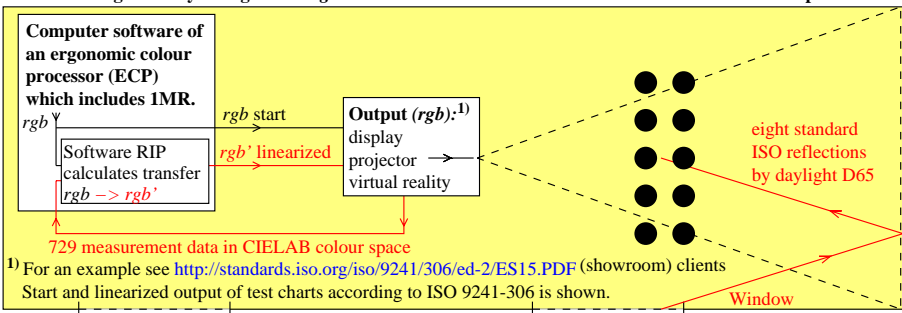 Computer software of
an ergonomic colour
processor (ECP)
which includes 1MR.
rgb
rgb start
Software RIP
calculates transfer
rgb –> rgb’
rgb’ linearized
Output (rgb):1)
display
projector
virtual reality
eight standard
ISO reflections
by daylight D65
729 measurement data in CIELAB colour space
1) For an example see http://standards.iso.org/iso/9241/306/ed-2/ES15.PDF (showroom) clients
Start and linearized output of test charts according to ISO 9241-306 is shown.
Window